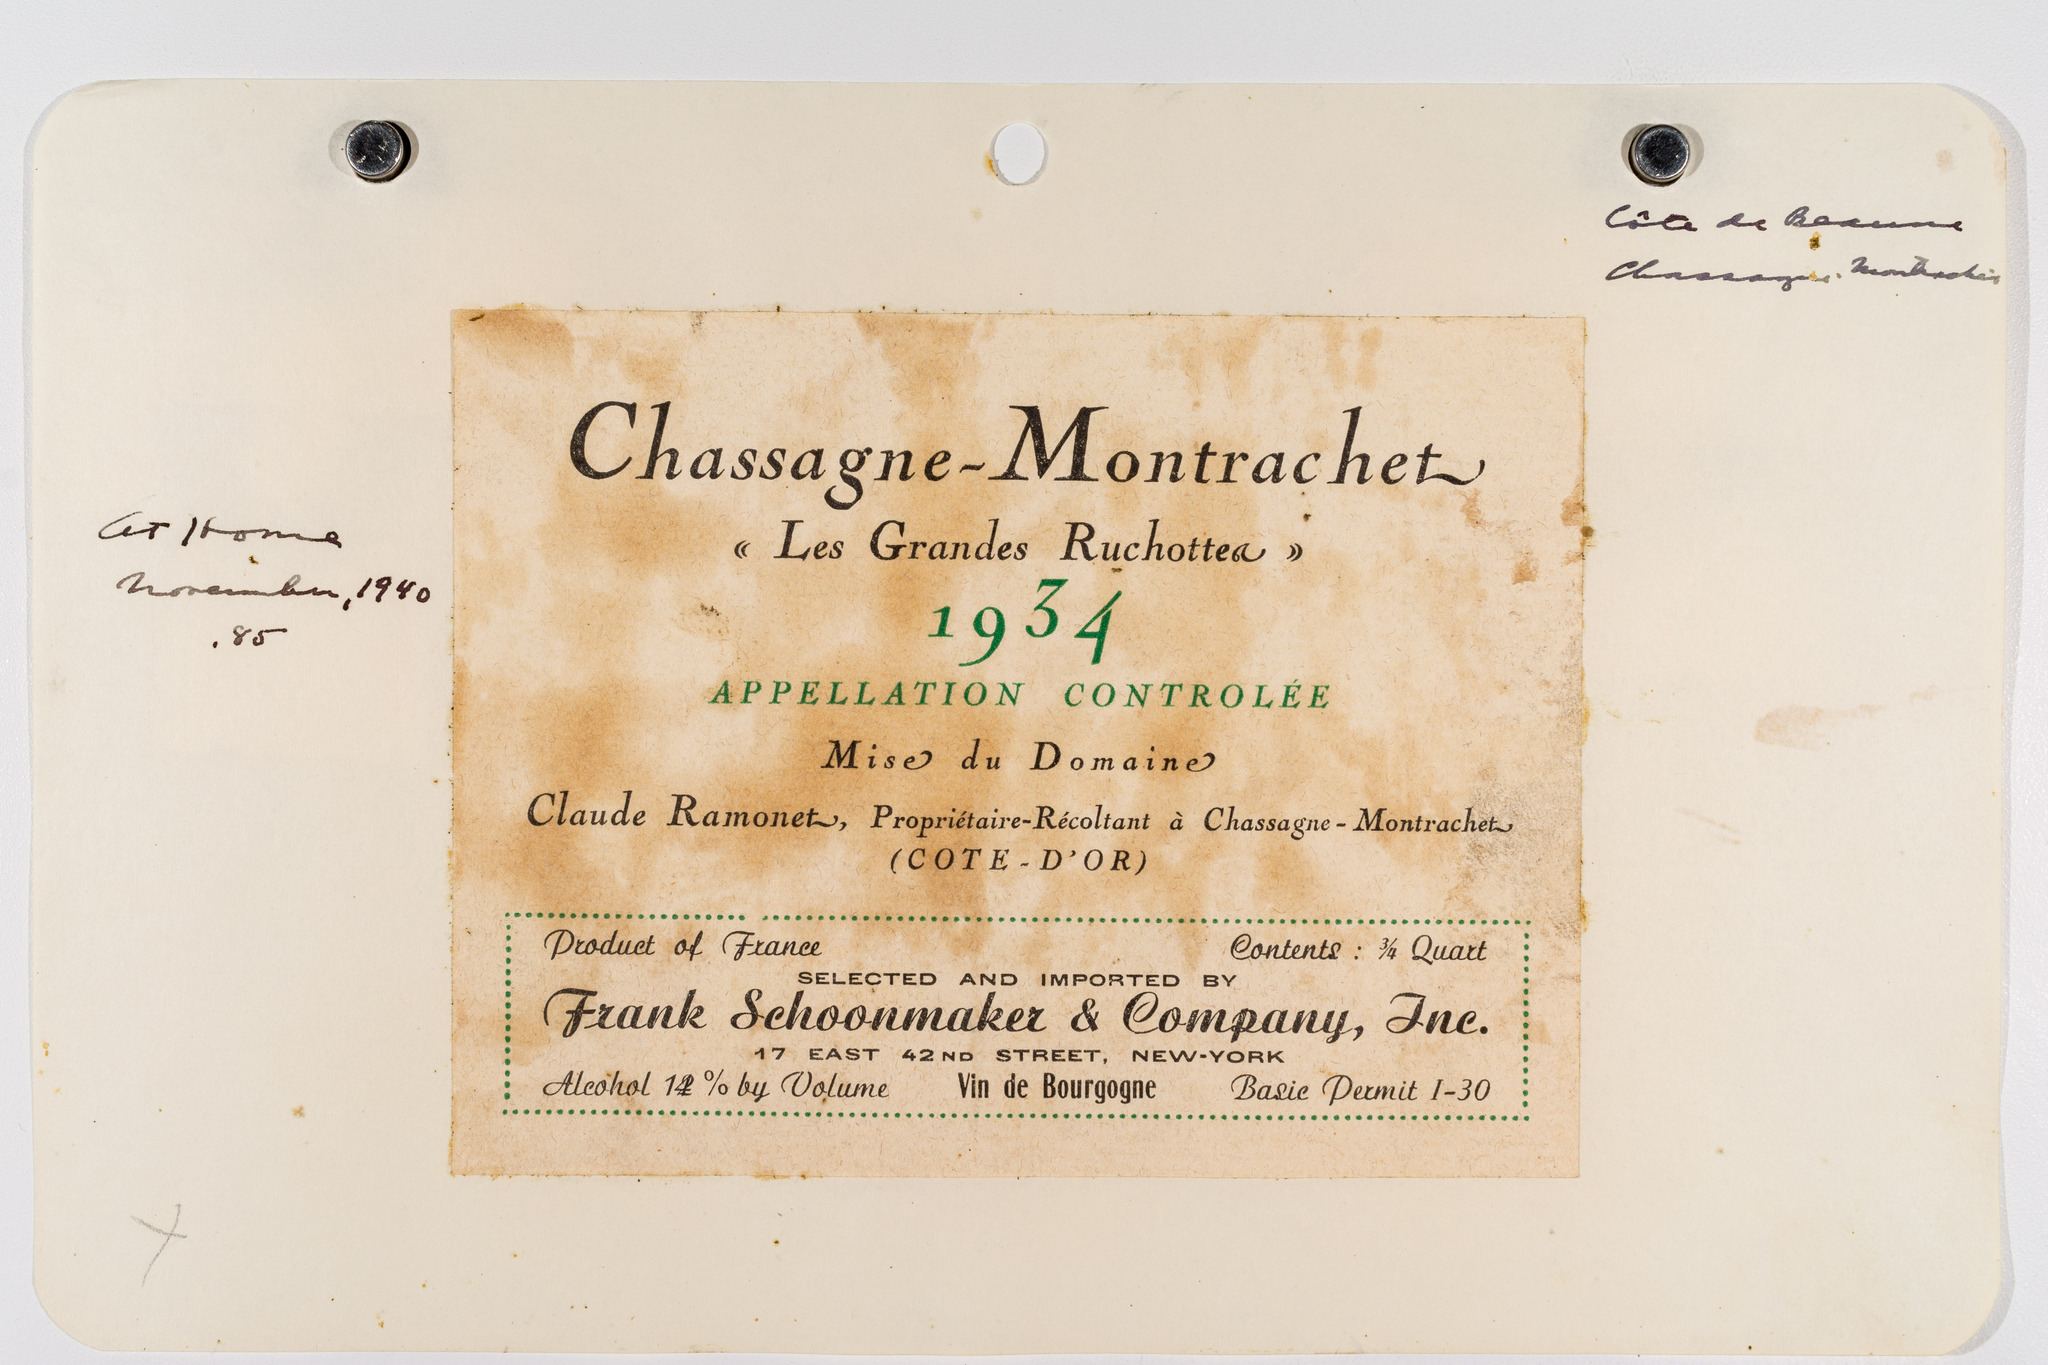 Côte de Beaune
Chassagne-Montrachet
Chassagne-Montrachet
« Les Grandes Ruchottes »
1934
APPELLATION CONTROLÉE
Mise du Domaine
Claude Ramonet, Propriétaire-Récoltant à Chassagne-Montrachet
(COTE-D'OR)
At Home
November, 1940
.85
Product of France Contents : ¾ Quart
SELECTED AND IMPORTED BY
Frank Schoonmaker & Company, Inc.
17 EAST 42ND STREET, NEW-YORK
Alcohol % by Volume Vin de Bourgogne Basic Permit I-30